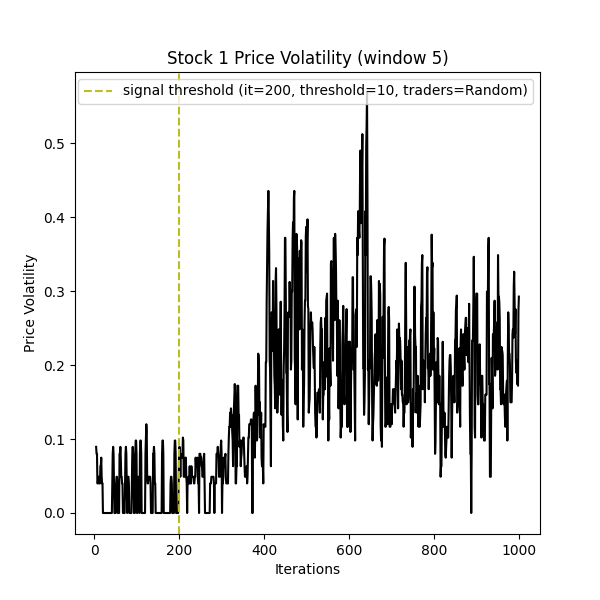 Stock 1 Price Volatility (window 5)
signal threshold (it=200, threshold=10, traders=Random)
Price Volatility
0.5
0.4
0.3
0.2
0.1
0.0
0 200 400 600 800 1000
Iterations